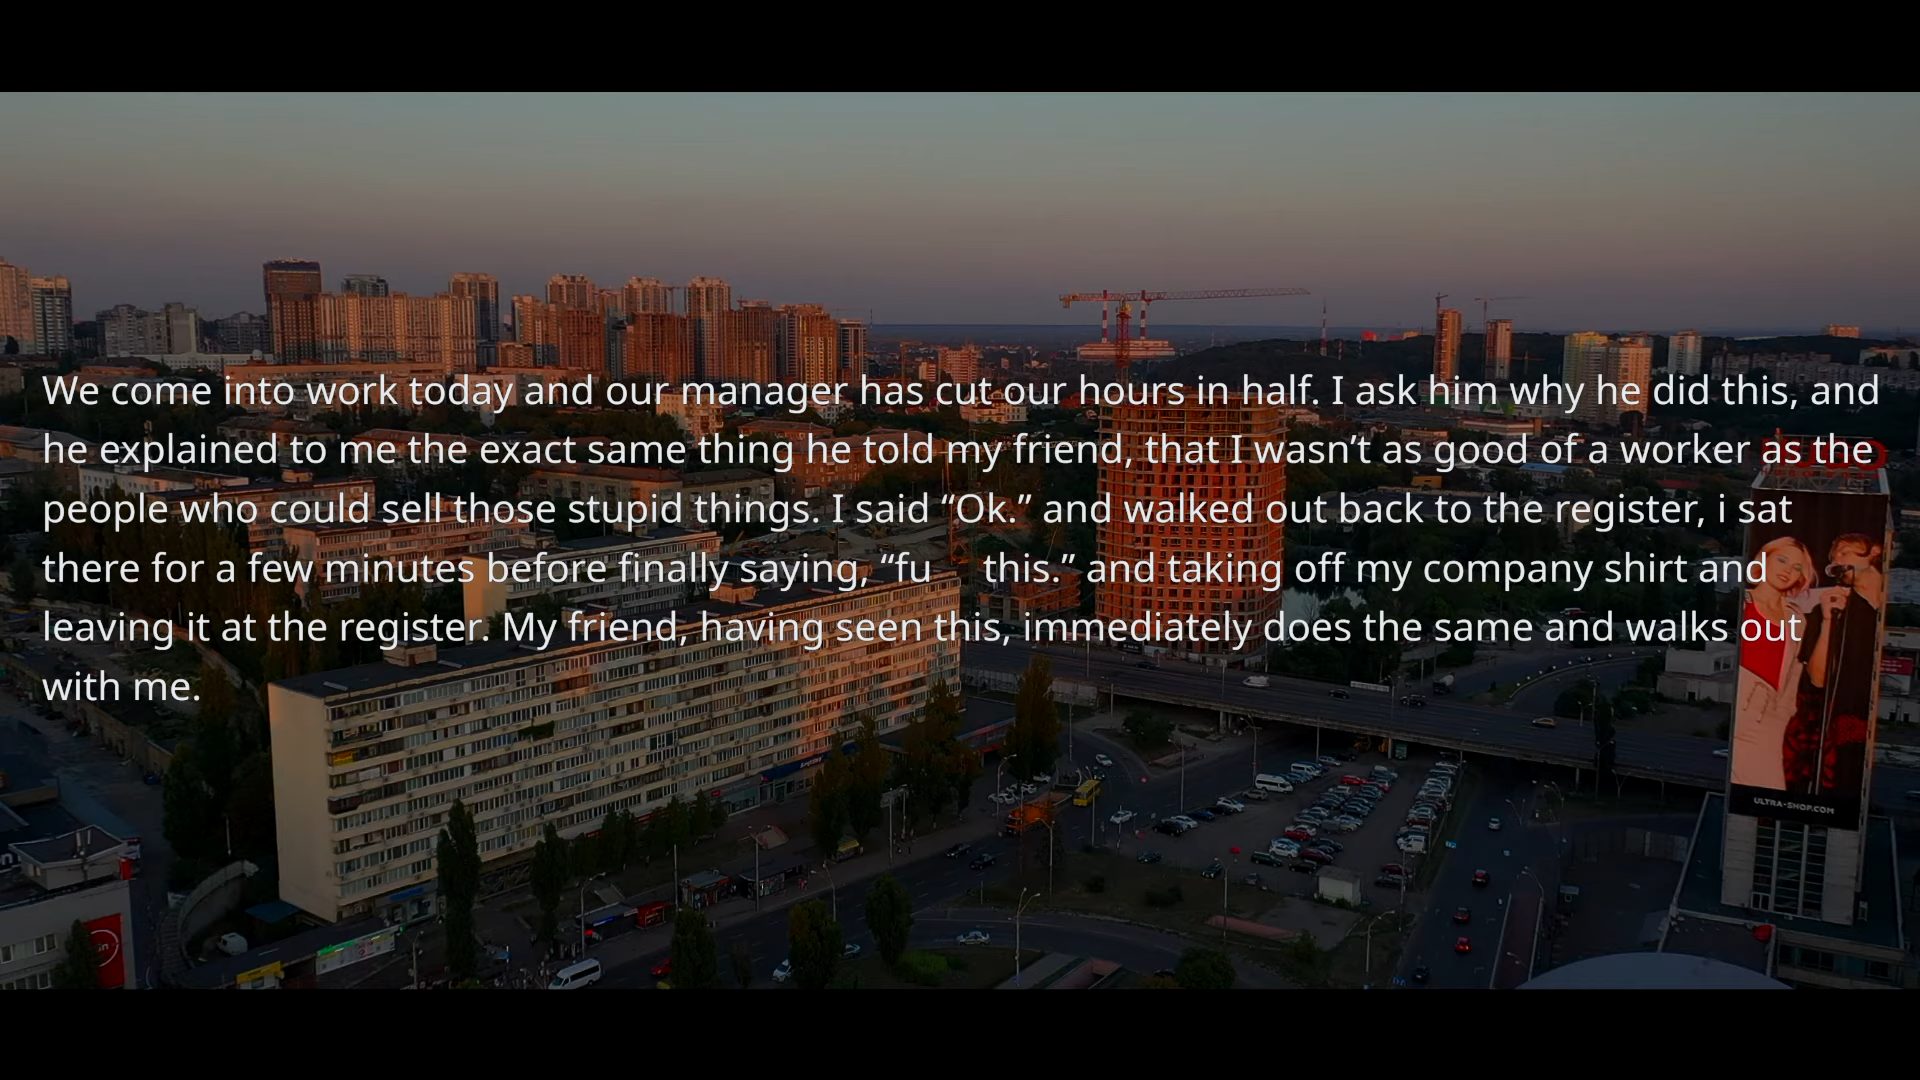 We come into work today and our manager has cut our hours in half. I ask him why he did this, and
he explained to me the exact same thing he told my friend, that I wasn’t as good of a worker as the
people who could sell those stupid things. I said “Ok.” and walked out back to the register, i sat
there for a few minutes before finally saying, “fu this.” and taking off my company shirt and
leaving it at the register. My friend, having seen this, immediately does the same and walks out
with me.
ULTRA-SHOP.COM